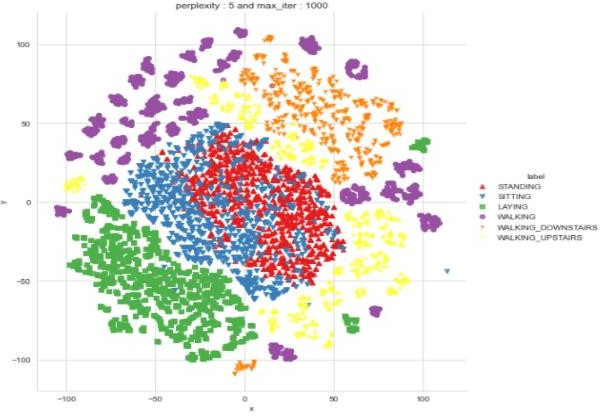 perplexity : 5 and max_iter : 1000
100
50
0
−50
−100
y
−100
−50
0
50
100
x
label
STANDING
SITTING
LAYING
WALKING
WALKING_DOWNSTAIRS
WALKING_UPSTAIRS